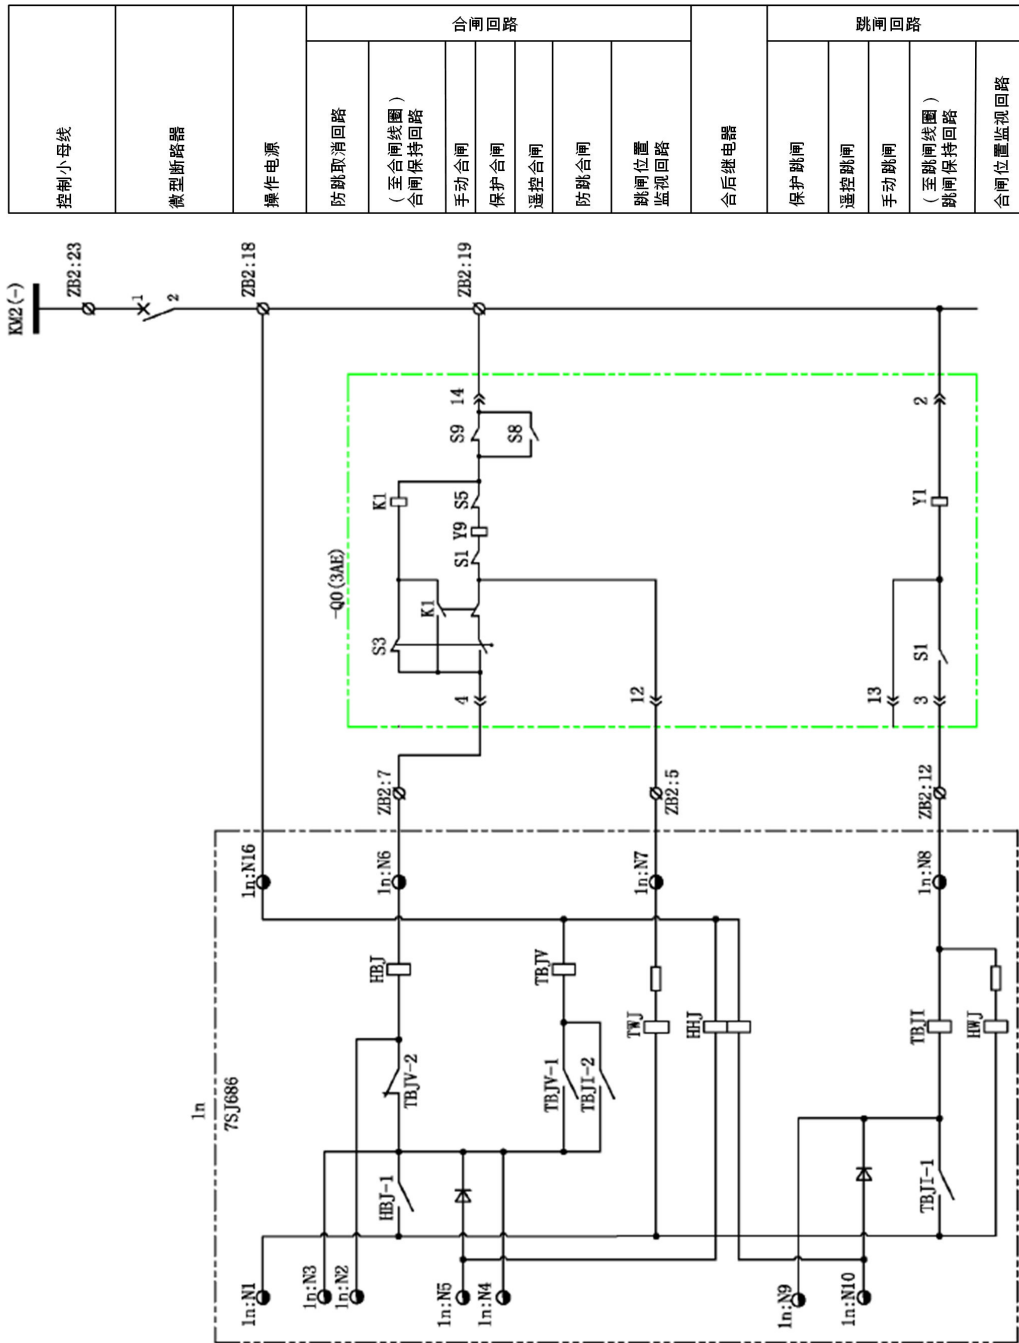 合闸回路
跳闸回路
控制小母线
微型断路器
操作电源
防跳取消回路
（至合闸线圈）
合闸保持回路
手动合闸
保护合闸
遥控合闸
防跳合闸
跳闸位置
监视回路
合后继电器
保护跳闸
遥控跳闸
手动跳闸
（至跳闸线圈）
跳闸保持回路
合闸位置监视回路
KM2(-)
ZB2:23
1
2
ZB2:18
ZB2:19
14
2
S9
S8
K1
S5
Y9
S1
Y1
-Q0(3AE)
K1
S3
S1
4
12
13
3
ZB2:7
ZB2:5
ZB2:12
1n:N16
1n:N6
1n:N7
1n:N8
HBJ
TBJV
TWJ
HHJ
TBJI
HWJ
TBJV-2
TBJV-1
TBJI-2
1n
7SJ686
HBJ-1
TBJI-1
1n:N1
1n:N3
1n:N2
1n:N5
1n:N4
1n:N9
1n:N10